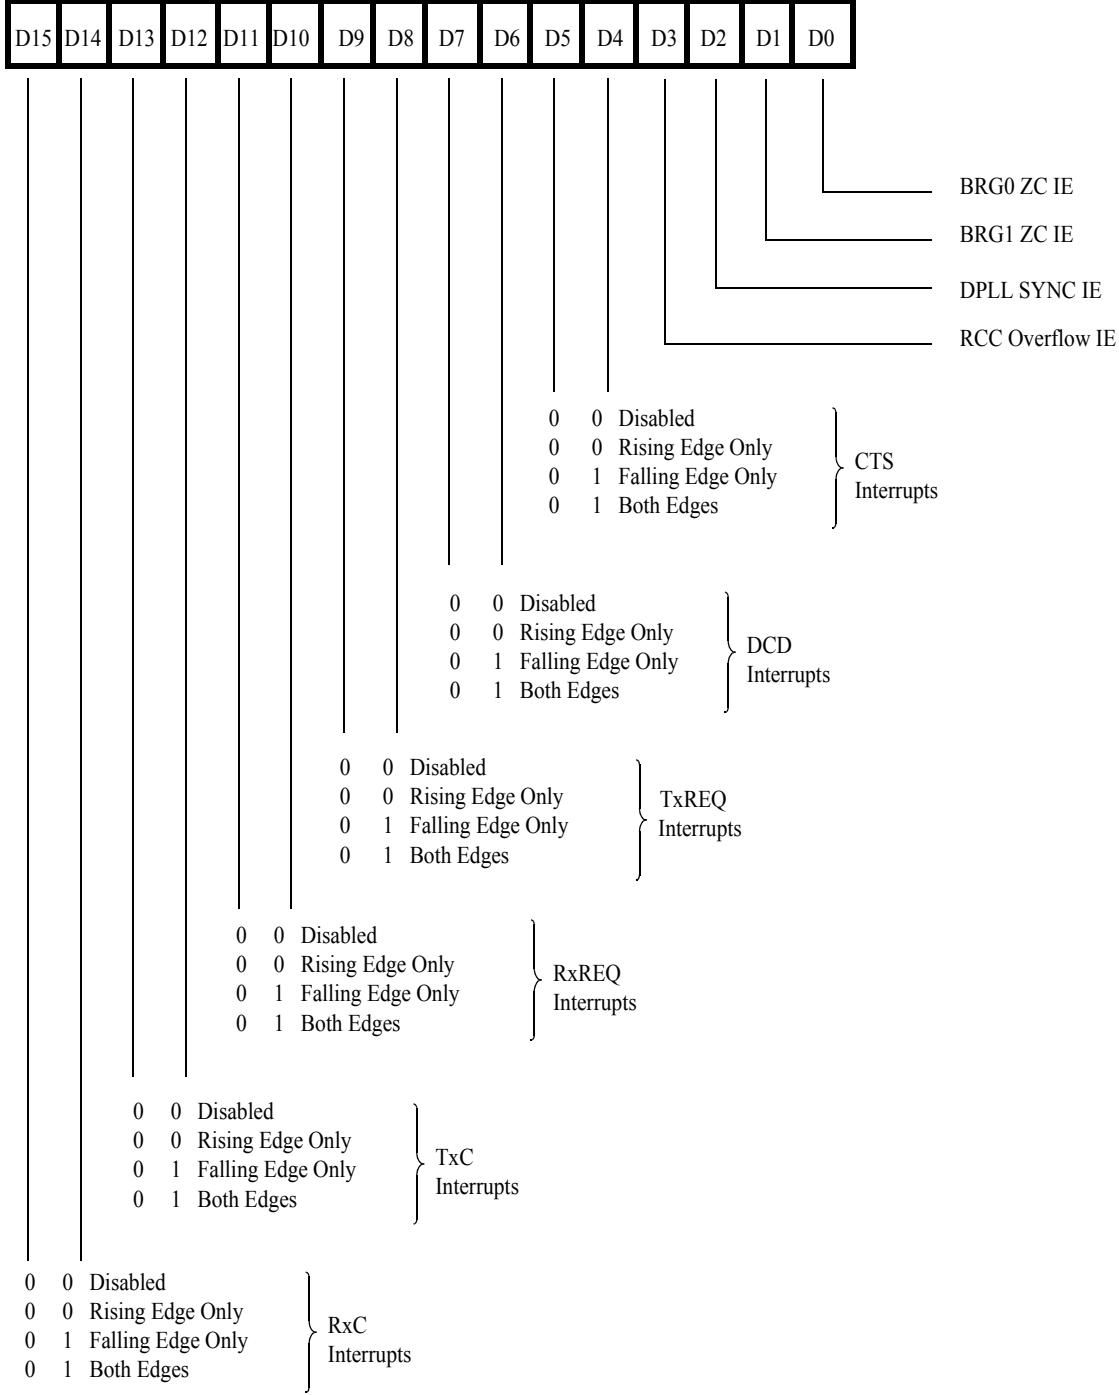 D15 D14 D13 D12 D11 D10 D9 D8 D7 D6 D5 D4 D3 D2 D1 D0
BRG0 ZC IE
BRG1 ZC IE
DPLL SYNC IE
RCC Overflow IE
0 0 Disabled
0 0 Rising Edge Only
0 1 Falling Edge Only
0 1 Both Edges
CTS
Interrupts
0 0 Disabled
0 0 Rising Edge Only
0 1 Falling Edge Only
0 1 Both Edges
DCD
Interrupts
0 0 Disabled
0 0 Rising Edge Only
0 1 Falling Edge Only
0 1 Both Edges
TxREQ
Interrupts
0 0 Disabled
0 0 Rising Edge Only
0 1 Falling Edge Only
0 1 Both Edges
RxREQ
Interrupts
0 0 Disabled
0 0 Rising Edge Only
0 1 Falling Edge Only
0 1 Both Edges
TxC
Interrupts
0 0 Disabled
0 0 Rising Edge Only
0 1 Falling Edge Only
0 1 Both Edges
RxC
Interrupts